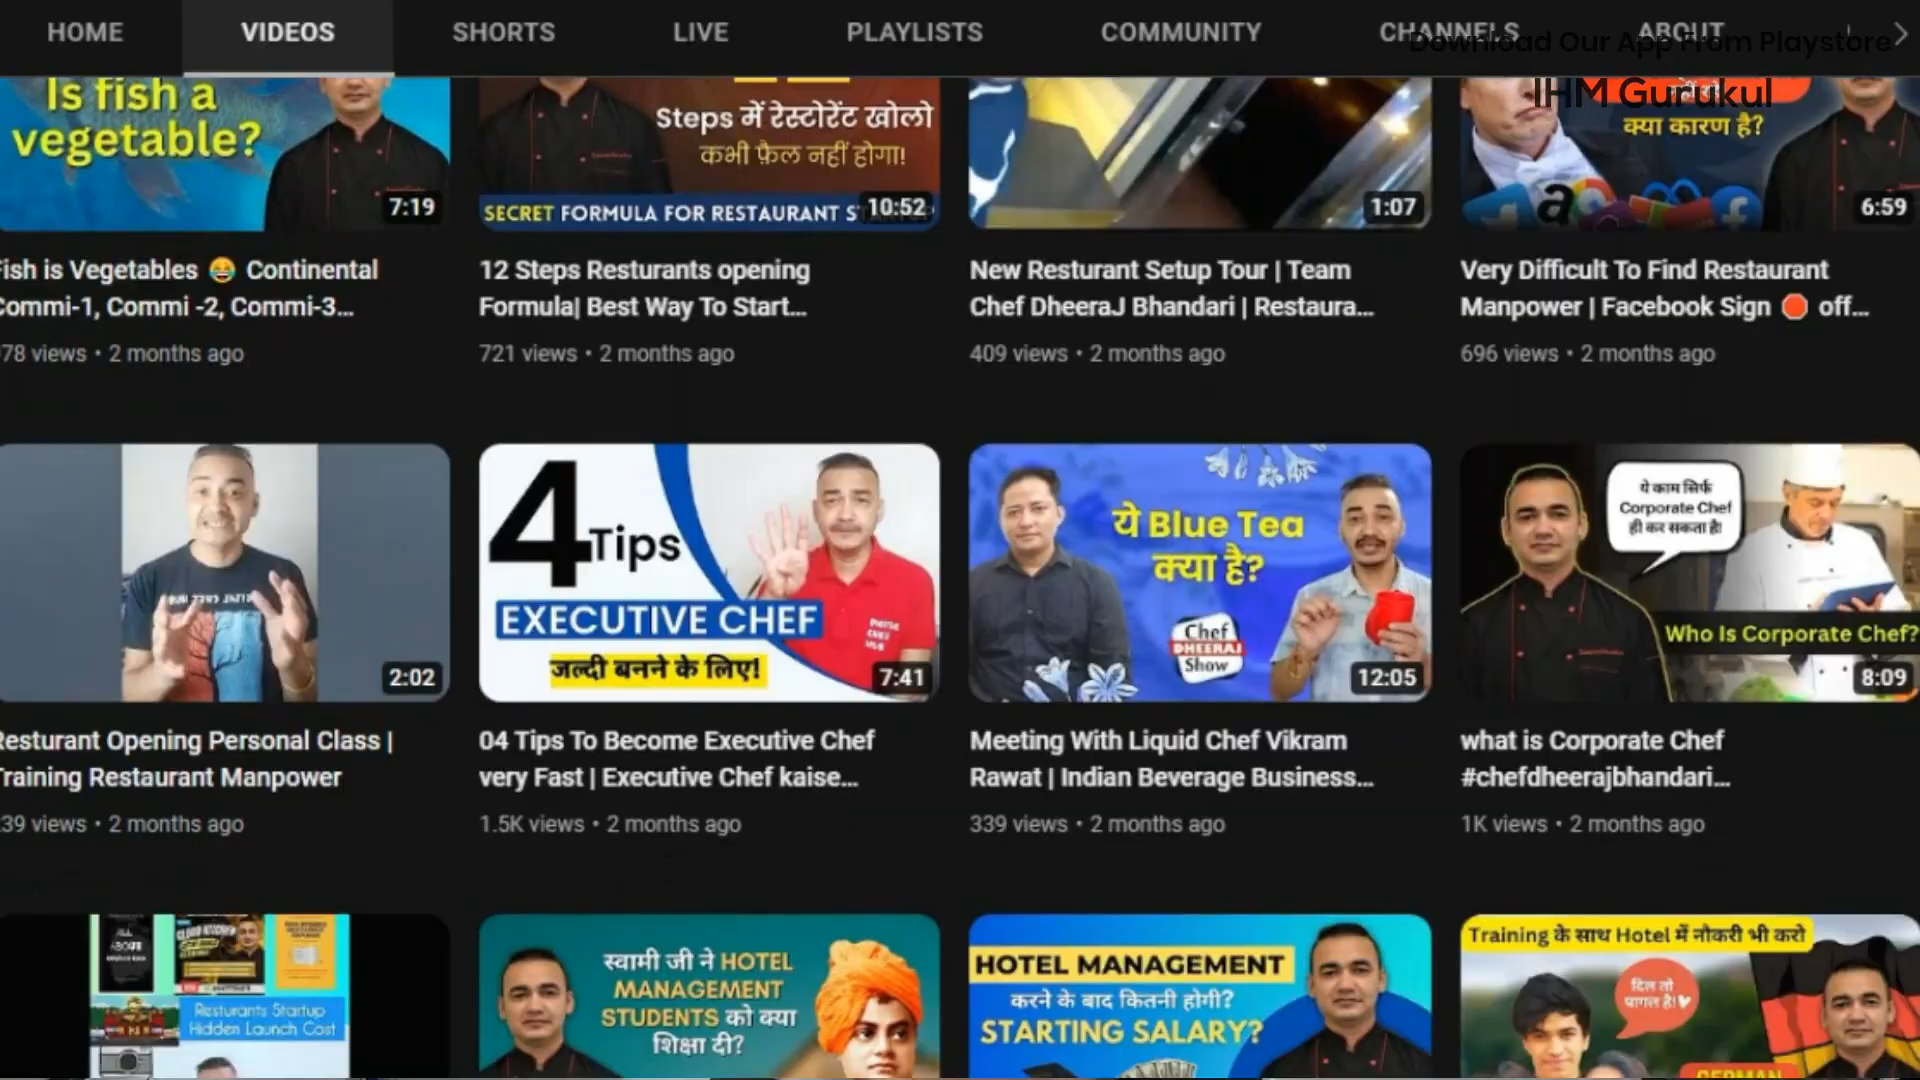 HOME VIDEOS SHORTS LIVE PLAYLISTS COMMUNITY CHANNELS ABOUT
Download Our App From Playstore
IHM Gurukul
Is fish a
vegetable?
7:19
Steps में रेस्टोरेंट खोलो
कभी फ़ैल नहीं होगा!
SECRET FORMULA FOR RESTAURANT
10:52
1:07
क्या कारण है?
6:59
Fish is Vegetables 😂 Continental
Commi-1, Commi -2, Commi-3...
78 views • 2 months ago
12 Steps Resturants opening
Formula| Best Way To Start...
721 views • 2 months ago
New Resturant Setup Tour | Team
Chef DheeraJ Bhandari | Restaura...
409 views • 2 months ago
Very Difficult To Find Restaurant
Manpower | Facebook Sign 🛑 off...
696 views • 2 months ago
2:02
4 Tips
EXECUTIVE CHEF
जल्दी बनने के लिए!
7:41
ये Blue Tea
क्या है?
Chef
DHEERAJ
Show
12:05
ये काम सिर्फ
Corporate Chef
ही कर सकता है!
Who Is Corporate Chef?
8:09
Resturant Opening Personal Class |
Training Restaurant Manpower
39 views • 2 months ago
04 Tips To Become Executive Chef
very Fast | Executive Chef kaise...
1.5K views • 2 months ago
Meeting With Liquid Chef Vikram
Rawat | Indian Beverage Business...
339 views • 2 months ago
what is Corporate Chef
#chefdheerajbhandari...
1K views • 2 months ago
ALL
ABOUT
Resturants Startup
Hidden Launch Cost
स्वामी जी ने HOTEL
MANAGEMENT
STUDENTS को क्या
शिक्षा दी?
HOTEL MANAGEMENT
करने के बाद कितनी होगी?
STARTING SALARY?
Training के साथ Hotel में नोकरी भी करो
दिल तो
पागल है!
GERMAN